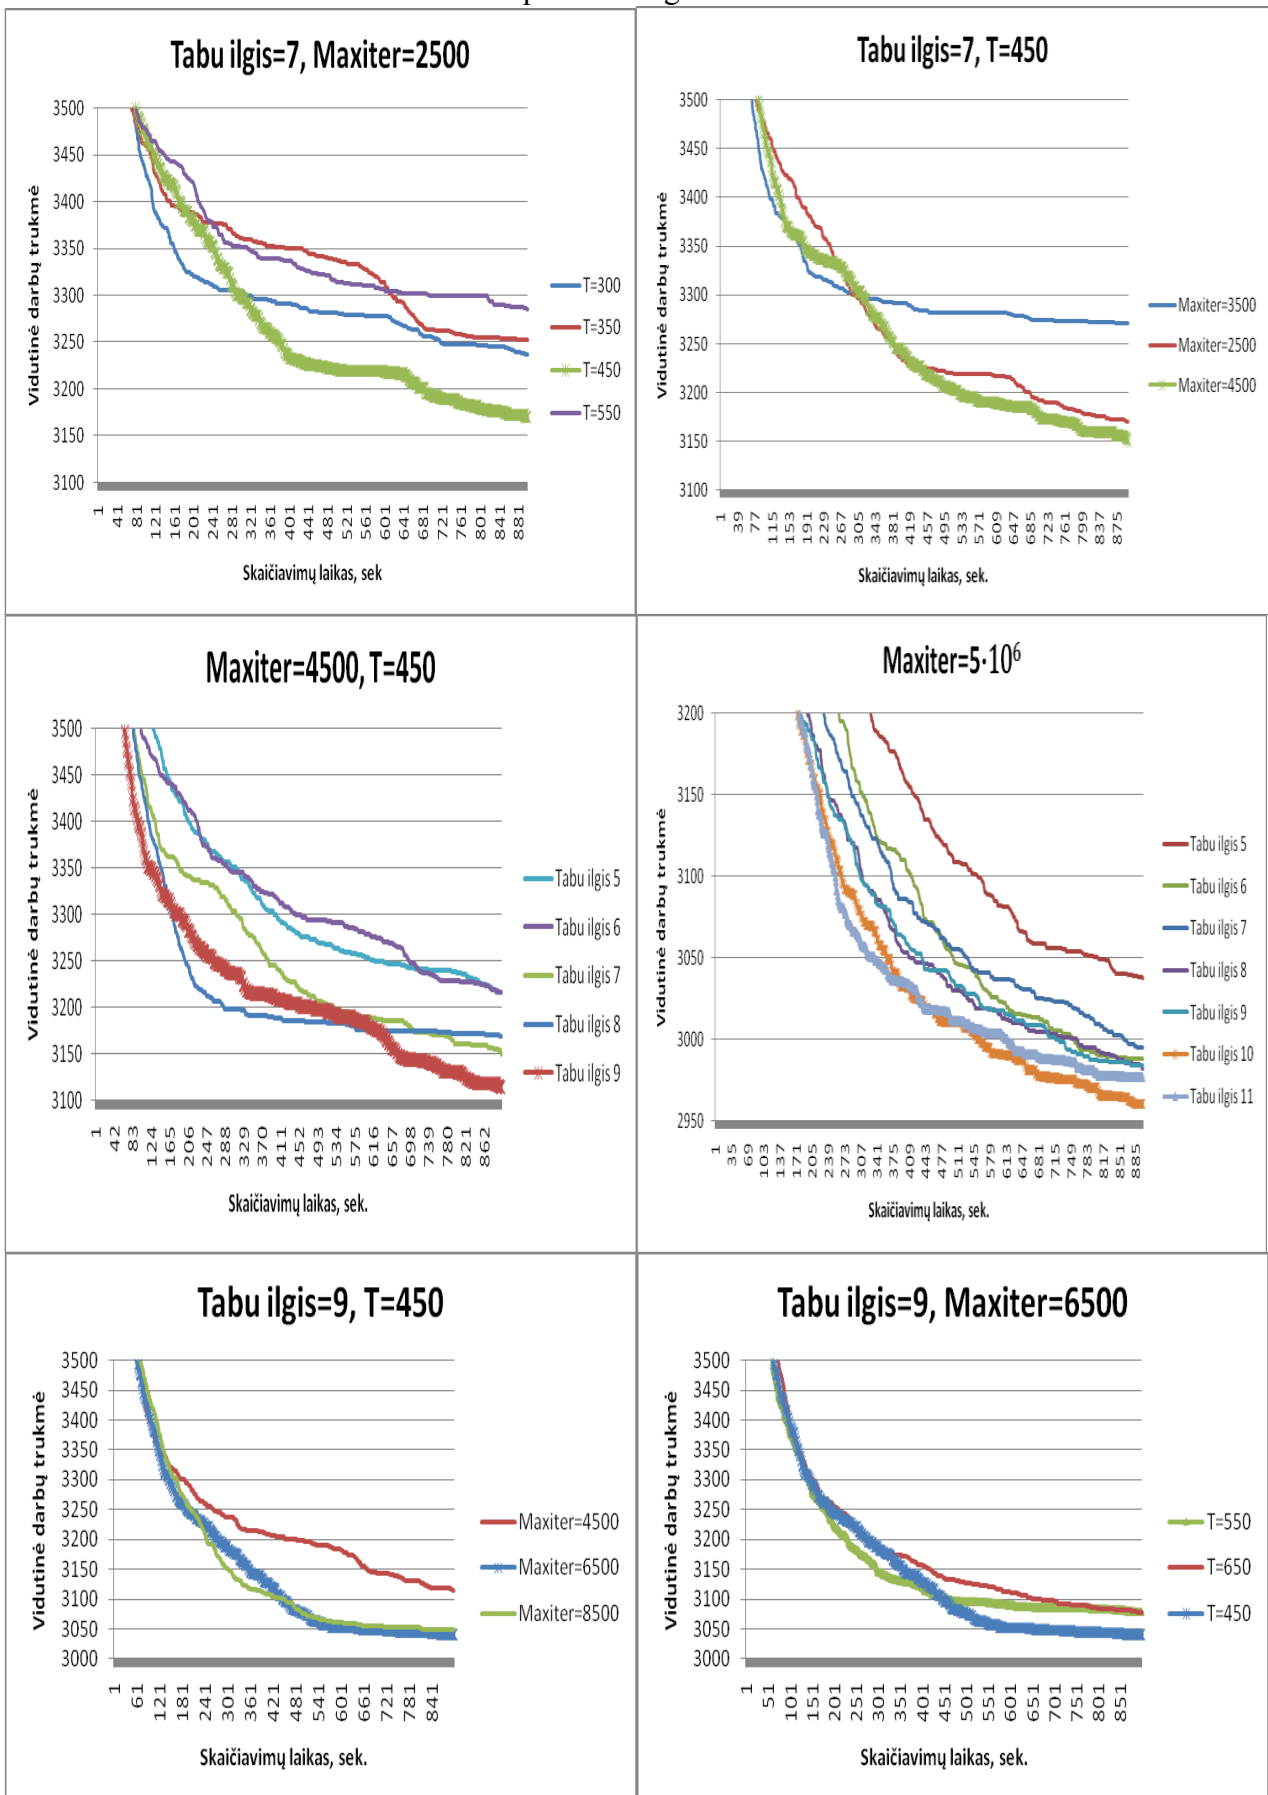 Tabu ilgis=7, Maxiter=2500
3500
3450
3400
3350
3300
3250
3200
3150
3100
Vidutinė darbų trukmė
1 41 81 121 161 201 241 281 321 361 401 441 481 521 561 601 641 681 721 761 801 841 881
Skaičiavimų laikas, sek
T=300
T=350
T=450
T=550
Tabu ilgis=7, T=450
3500
3450
3400
3350
3300
3250
3200
3150
3100
Vidutinė darbų trukmė
1 39 77 115 153 191 229 267 305 343 381 419 457 495 533 571 609 647 685 723 761 799 837 875
Skaičiavimų laikas, sek.
Maxiter=3500
Maxiter=2500
Maxiter=4500
Maxiter=4500, T=450
3500
3450
3400
3350
3300
3250
3200
3150
3100
Vidutinė darbų trukmė
1 42 83 124 165 206 247 288 329 370 411 452 493 534 575 616 657 698 739 780 821 862
Skaičiavimų laikas, sek.
Tabu ilgis 5
Tabu ilgis 6
Tabu ilgis 7
Tabu ilgis 8
Tabu ilgis 9
Maxiter=5·10⁶
3200
3150
3100
3050
3000
2950
Vidutinė darbų trukmė
1 35 69 103 137 171 205 239 273 307 341 375 409 443 477 511 545 579 613 647 681 715 749 783 817 851 885
Skaičiavimų laikas, sek.
Tabu ilgis 5
Tabu ilgis 6
Tabu ilgis 7
Tabu ilgis 8
Tabu ilgis 9
Tabu ilgis 10
Tabu ilgis 11
Tabu ilgis=9, T=450
3500
3450
3400
3350
3300
3250
3200
3150
3100
3050
3000
Vidutinė darbų trukmė
1 61 121 181 241 301 361 421 481 541 601 661 721 781 841
Skaičiavimų laikas, sek.
Maxiter=4500
Maxiter=6500
Maxiter=8500
Tabu ilgis=9, Maxiter=6500
3500
3450
3400
3350
3300
3250
3200
3150
3100
3050
3000
Vidutinė darbų trukmė
1 51 101 151 201 251 301 351 401 451 501 551 601 651 701 751 801 851
Skaičiavimų laikas, sek.
T=550
T=650
T=450